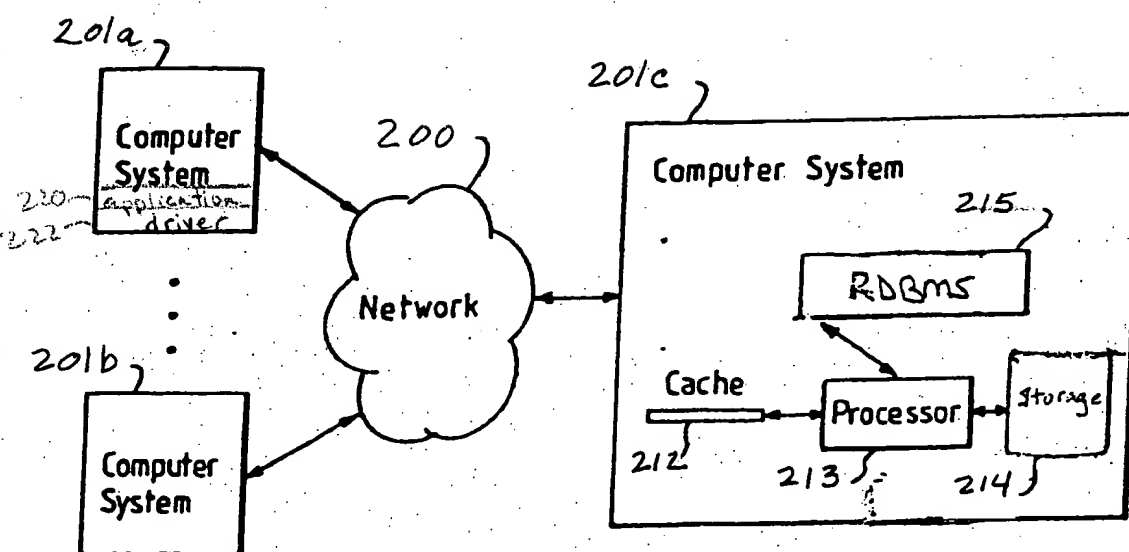 201a
Computer
System
220
application
222
driver
200
Network
201b
Computer
System
201c
Computer System
215
RDBMS
Cache
212
Processor
213
Storage
214